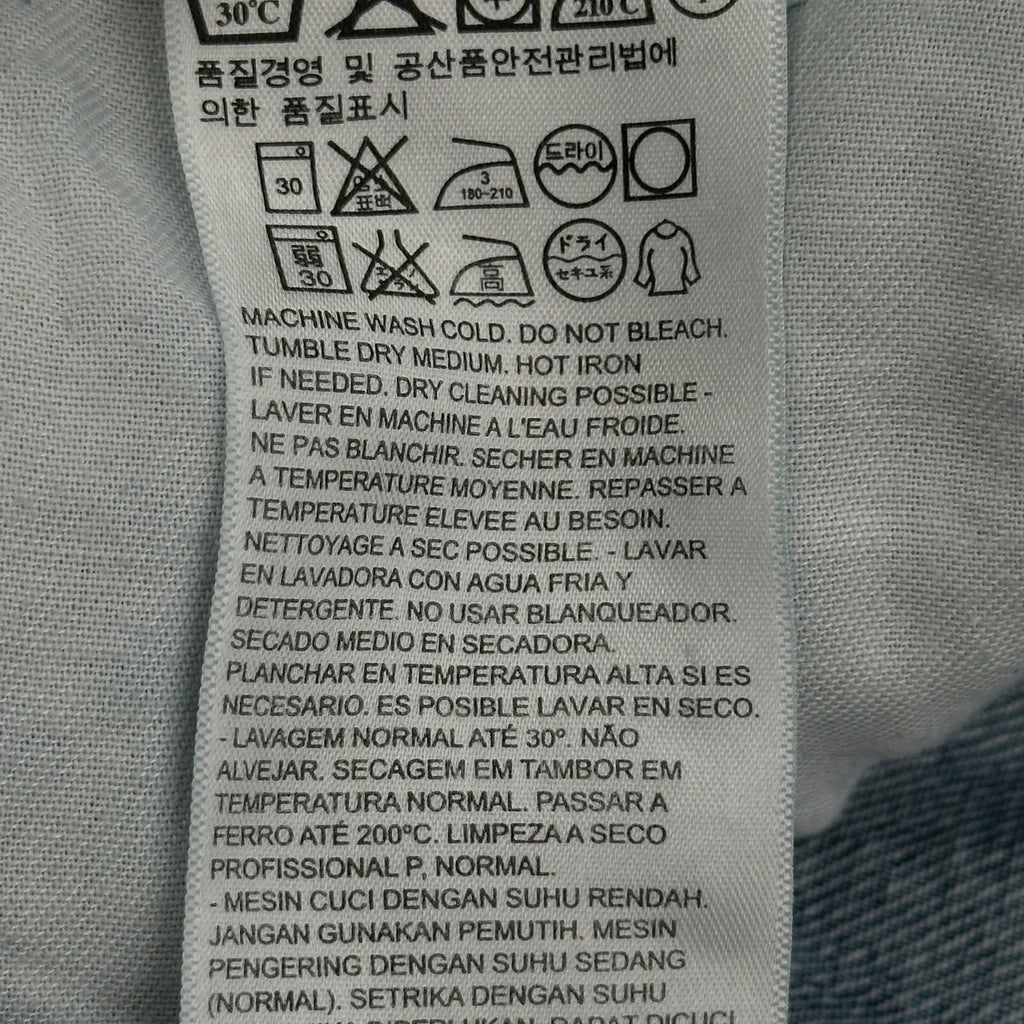 30°C
210°C
품질경영 및 공산품안전관리법에
의한 품질표시
30
3
180-210
드라이
弱
30
高
ドライ
セキユ系
MACHINE WASH COLD. DO NOT BLEACH.
TUMBLE DRY MEDIUM. HOT IRON
IF NEEDED. DRY CLEANING POSSIBLE -
LAVER EN MACHINE A L'EAU FROIDE.
NE PAS BLANCHIR. SECHER EN MACHINE
A TEMPERATURE MOYENNE. REPASSER A
TEMPERATURE ELEVEE AU BESOIN.
NETTOYAGE A SEC POSSIBLE. - LAVAR
EN LAVADORA CON AGUA FRIA Y
DETERGENTE. NO USAR BLANQUEADOR.
SECADO MEDIO EN SECADORA.
PLANCHAR EN TEMPERATURA ALTA SI ES
NECESARIO. ES POSIBLE LAVAR EN SECO.
- LAVAGEM NORMAL ATÉ 30º. NÃO
ALVEJAR. SECAGEM EM TAMBOR EM
TEMPERATURA NORMAL. PASSAR A
FERRO ATÉ 200ºC. LIMPEZA A SECO
PROFISSIONAL P, NORMAL.
- MESIN CUCI DENGAN SUHU RENDAH.
JANGAN GUNAKAN PEMUTIH. MESIN
PENGERING DENGAN SUHU SEDANG
(NORMAL). SETRIKA DENGAN SUHU
DIPERLUKAN. DAPAT DICUCI